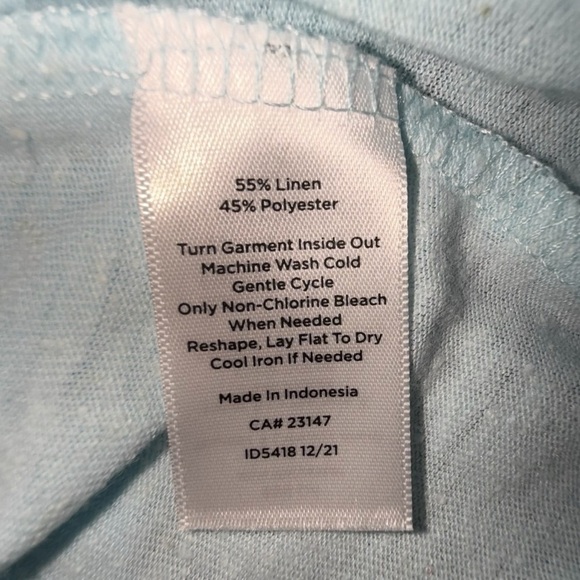 55% Linen
45% Polyester
Turn Garment Inside Out
Machine Wash Cold
Gentle Cycle
Only Non-Chlorine Bleach
When Needed
Reshape, Lay Flat To Dry
Cool Iron If Needed
Made In Indonesia
CA# 23147
ID5418 12/21